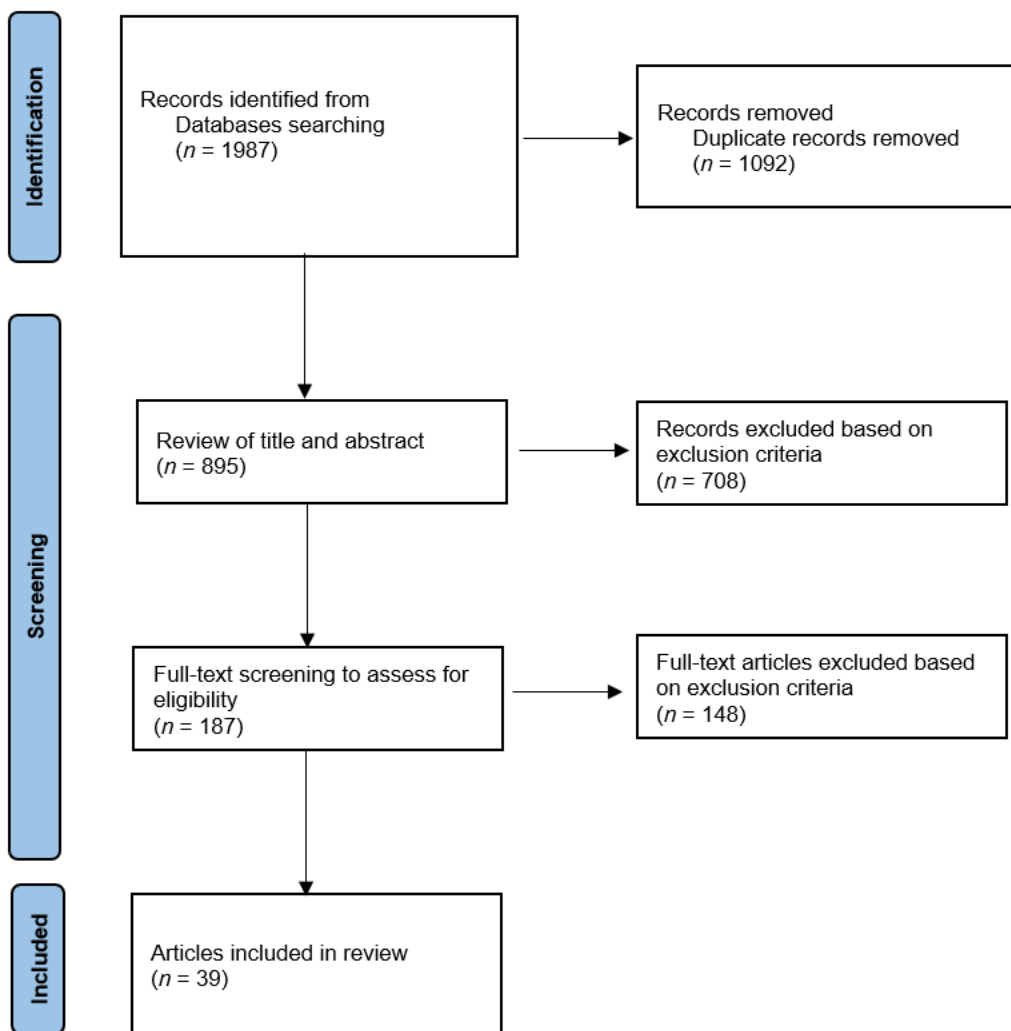 Identification
Records identified from
Databases searching
(n = 1987)
Records removed
Duplicate records removed
(n = 1092)
Screening
Review of title and abstract
(n = 895)
Records excluded based on
exclusion criteria
(n = 708)
Full-text screening to assess for
eligibility
(n = 187)
Full-text articles excluded based
on exclusion criteria
(n = 148)
Included
Articles included in review
(n = 39)